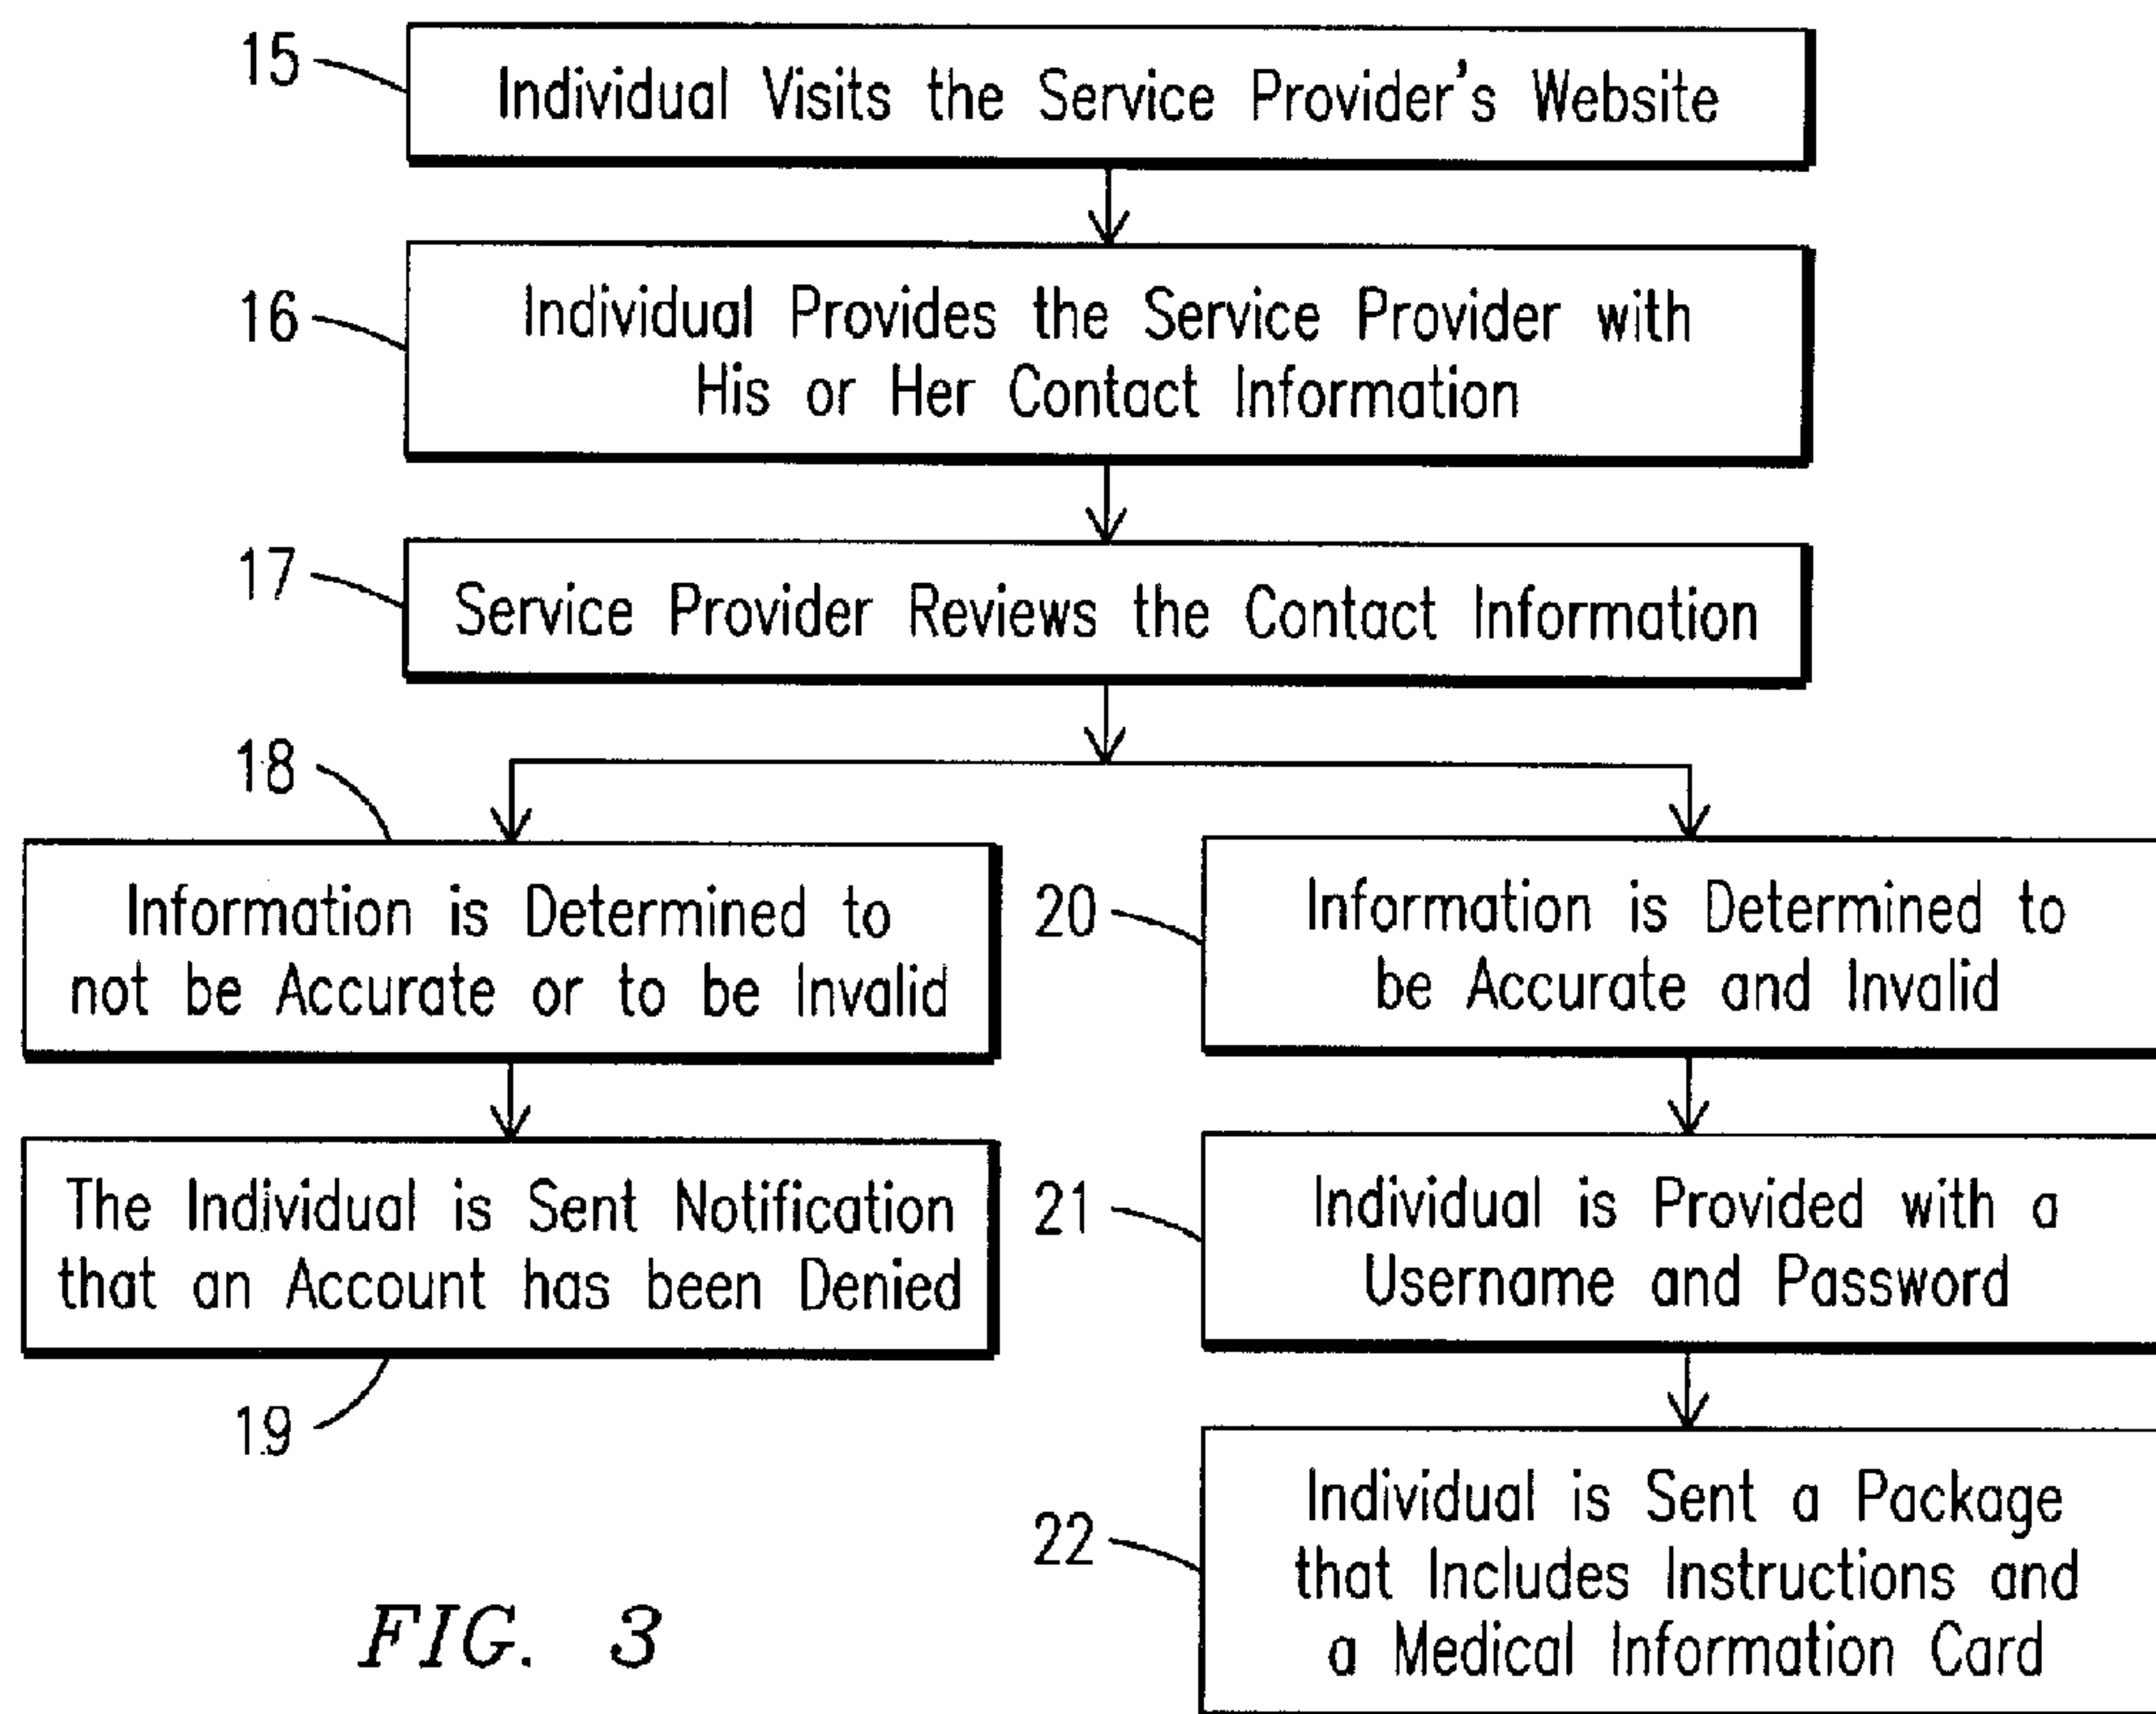 15
Individual Visits the Service Provider's Website
16
Individual Provides the Service Provider with
His or Her Contact Information
17
Service Provider Reviews the Contact Information
18
Information is Determined to
not be Accurate or to be Invalid
The Individual is Sent Notification
that an Account has been Denied
19
20
Information is Determined to
be Accurate and Invalid
21
Individual is Provided with a
Username and Password
22
Individual is Sent a Package
that Includes Instructions and
a Medical Information Card
FIG. 3